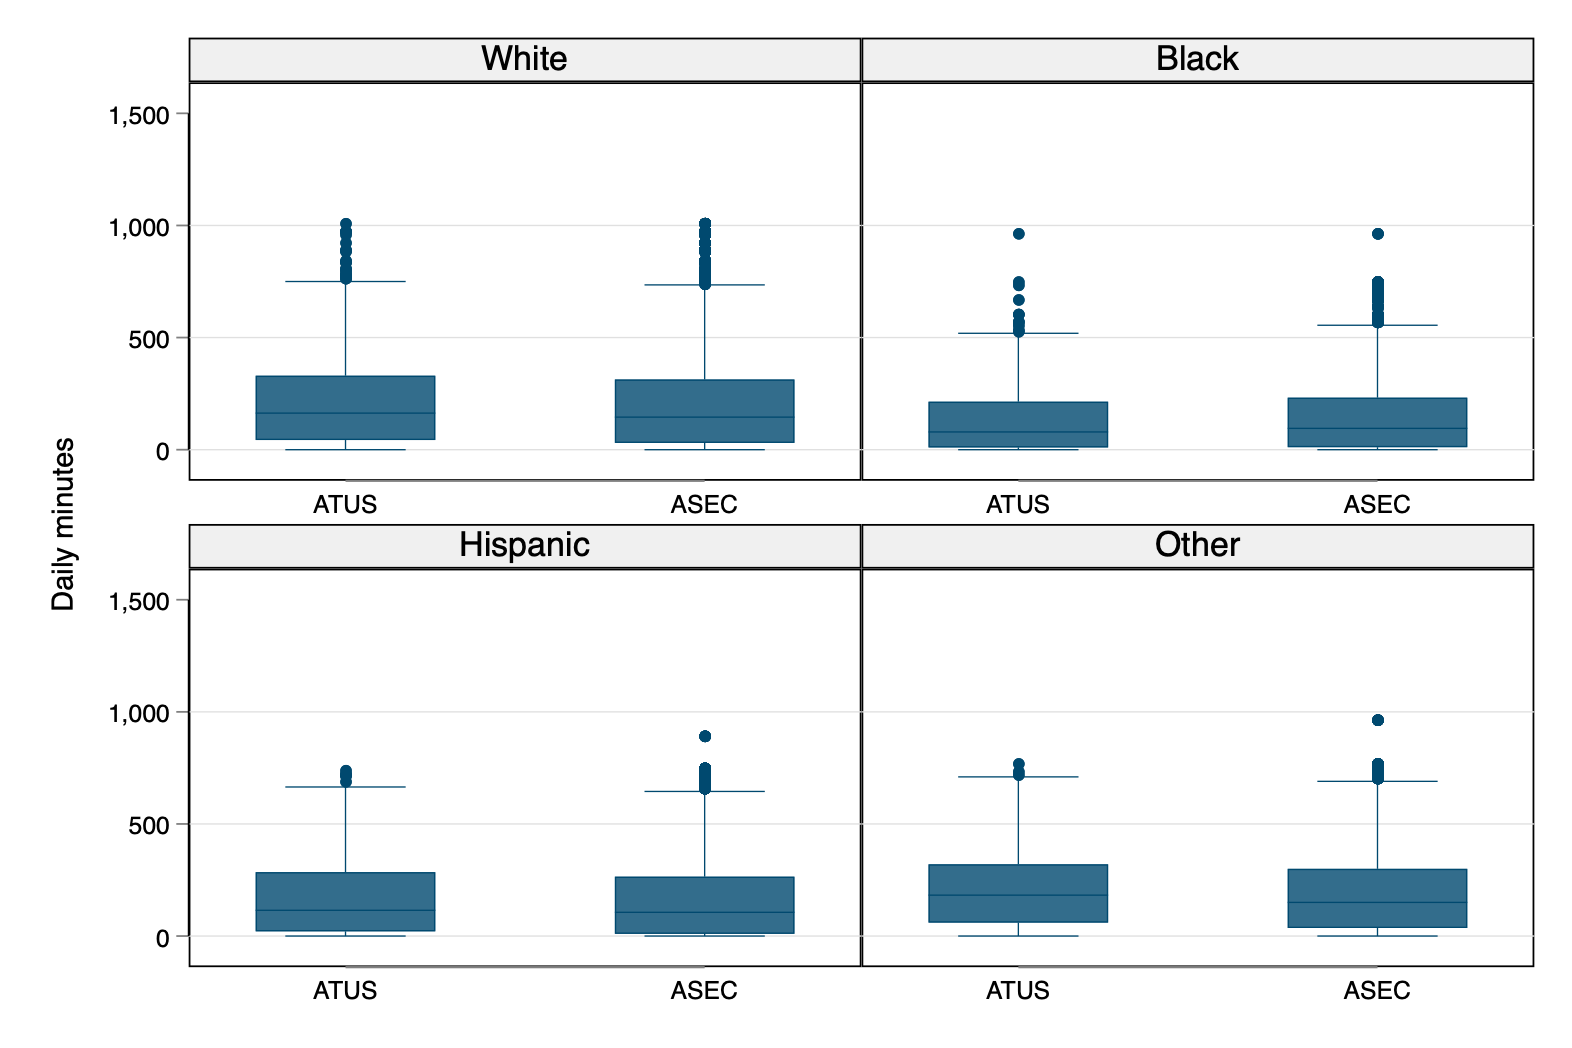 White
Black
Daily minutes
1,500
1,000
500
0
ATUS
ASEC
ATUS
ASEC
Hispanic
Other
1,500
1,000
500
0
ATUS
ASEC
ATUS
ASEC